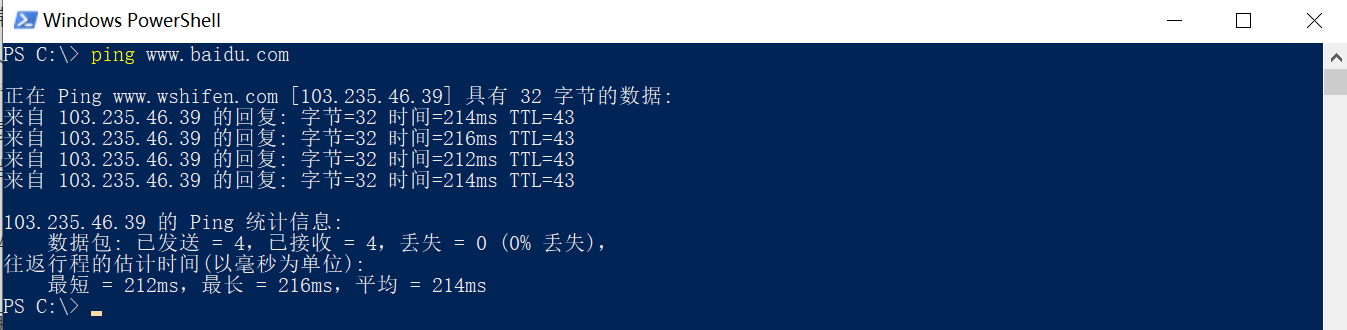 Windows PowerShell
PS C:\> ping www.baidu.com
正在 Ping www.wshifen.com [103.235.46.39] 具有 32 字节的数据:
来自 103.235.46.39 的回复: 字节=32 时间=214ms TTL=43
来自 103.235.46.39 的回复: 字节=32 时间=216ms TTL=43
来自 103.235.46.39 的回复: 字节=32 时间=212ms TTL=43
来自 103.235.46.39 的回复: 字节=32 时间=214ms TTL=43
103.235.46.39 的 Ping 统计信息:
数据包: 已发送 = 4，已接收 = 4，丢失 = 0 (0% 丢失)，
往返行程的估计时间(以毫秒为单位):
最短 = 212ms，最长 = 216ms，平均 = 214ms
PS C:\>